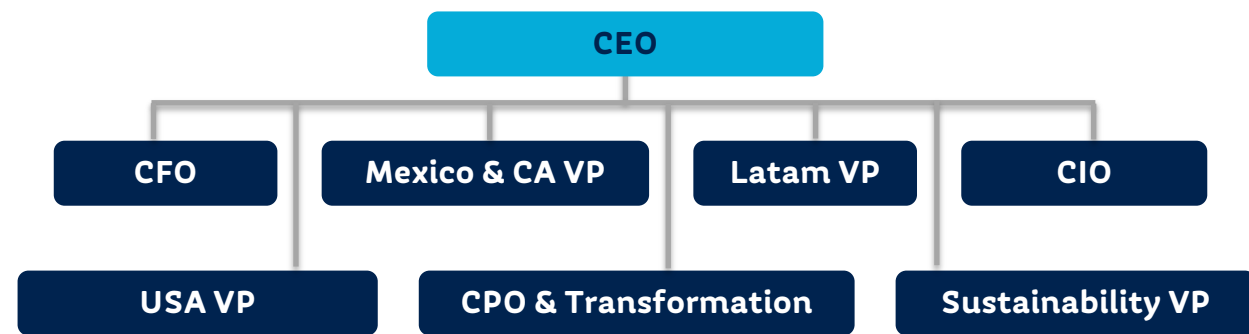 CEO
CFO
Mexico & CA VP
Latam VP
CIO
USA VP
CPO & Transformation
Sustainability VP